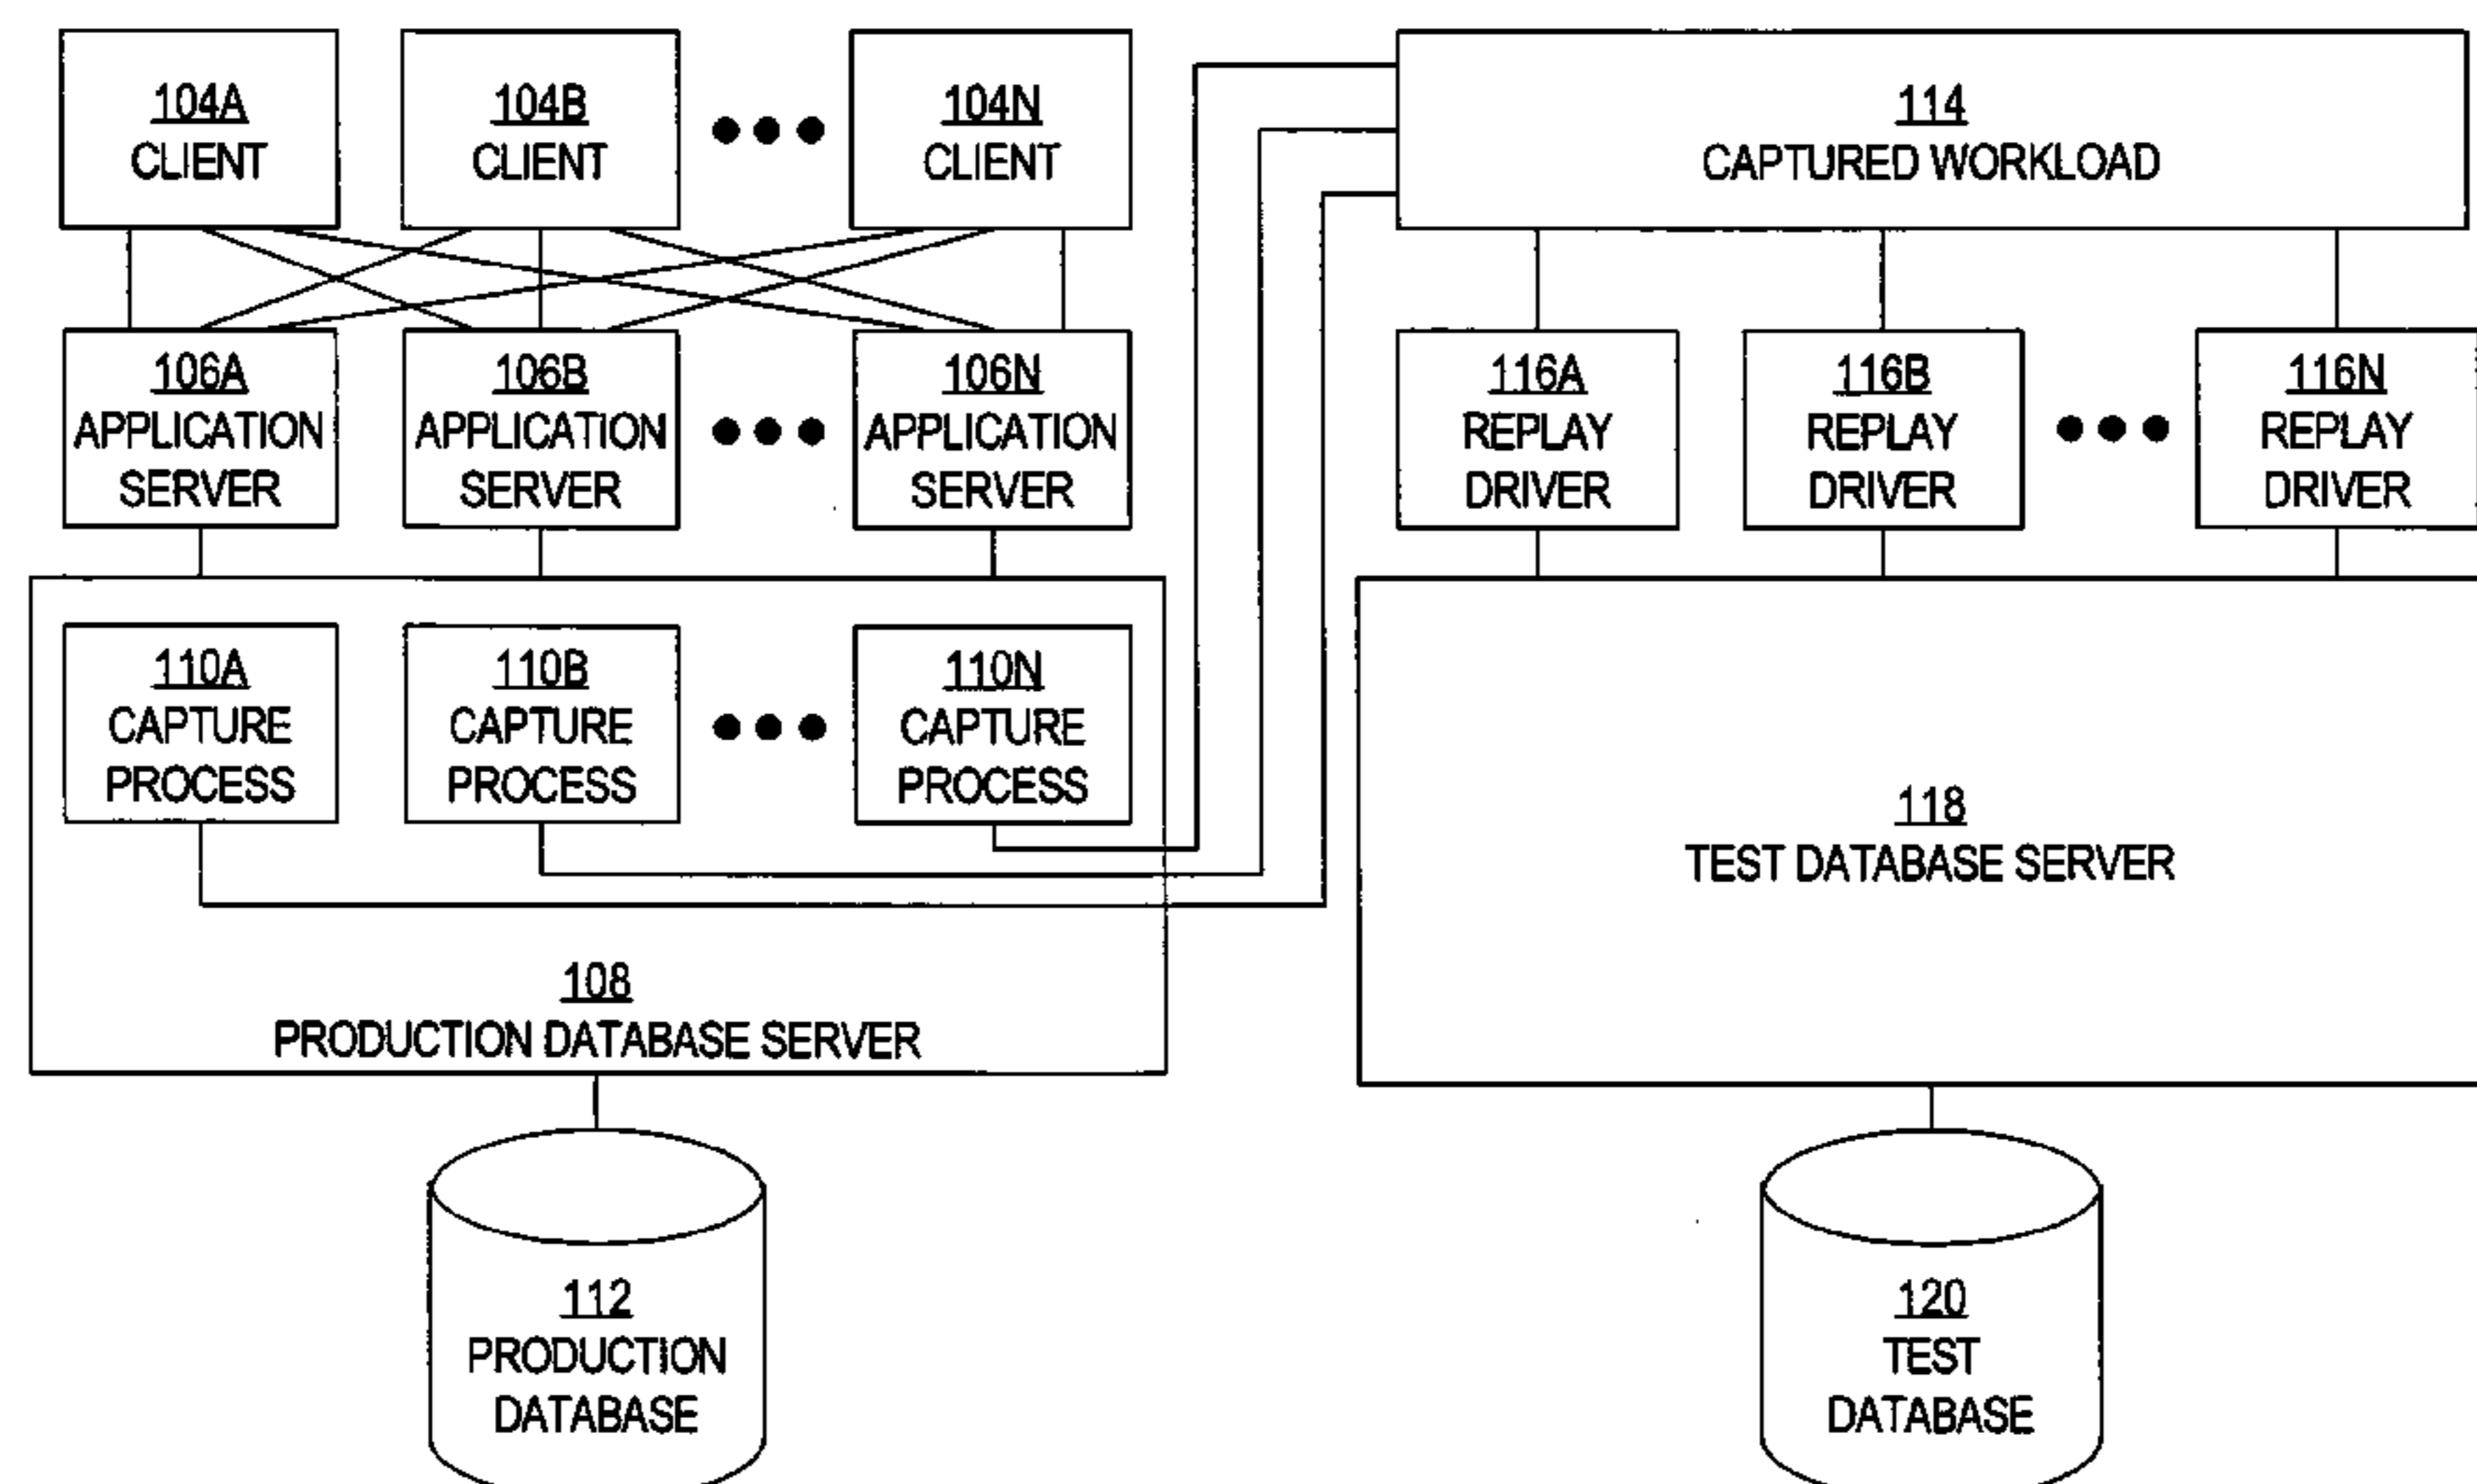 104A
CLIENT
104B
CLIENT
104N
CLIENT
114
CAPTURED WORKLOAD
106A
APPLICATION
SERVER
106B
APPLICATION
SERVER
106N
APPLICATION
SERVER
116A
REPLAY
DRIVER
116B
REPLAY
DRIVER
116N
REPLAY
DRIVER
110A
CAPTURE
PROCESS
110B
CAPTURE
PROCESS
110N
CAPTURE
PROCESS
108
PRODUCTION DATABASE SERVER
118
TEST DATABASE SERVER
112
PRODUCTION
DATABASE
120
TEST
DATABASE